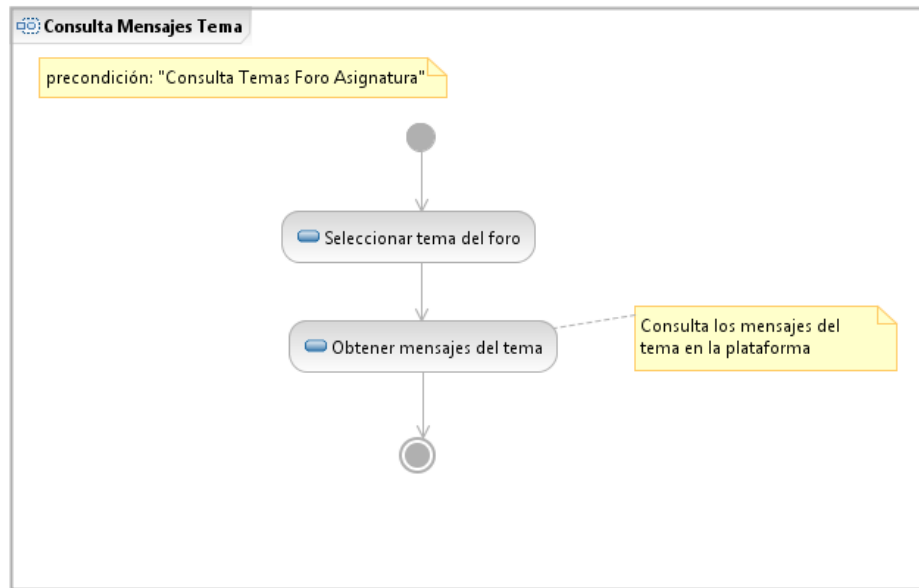 Consulta Mensajes Tema
precondición: "Consulta Temas Foro Asignatura"
Seleccionar tema del foro
Obtener mensajes del tema
Consulta los mensajes del
tema en la plataforma